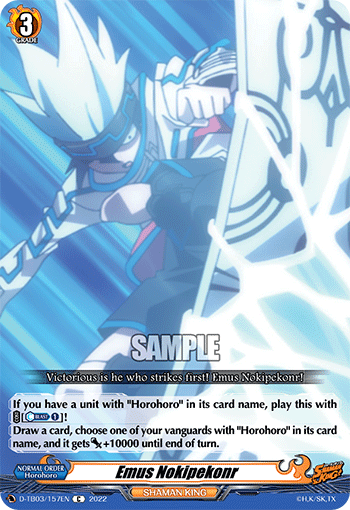 3
GRADE
SAMPLE
Victorious is he who strikes first! Emus Nokipekonr!
If you have a unit with "Horohoro" in its card name, play this with
[C BLAST 1]!
Draw a card, choose one of your vanguards with "Horohoro" in its card
name, and it gets +10000 until end of turn.
NORMAL ORDER
Horohoro
Emus Nokipekonr
D-TB03/157EN C 2022
SHAMAN KING
SHAMAN KING
©H.K/SK,TX